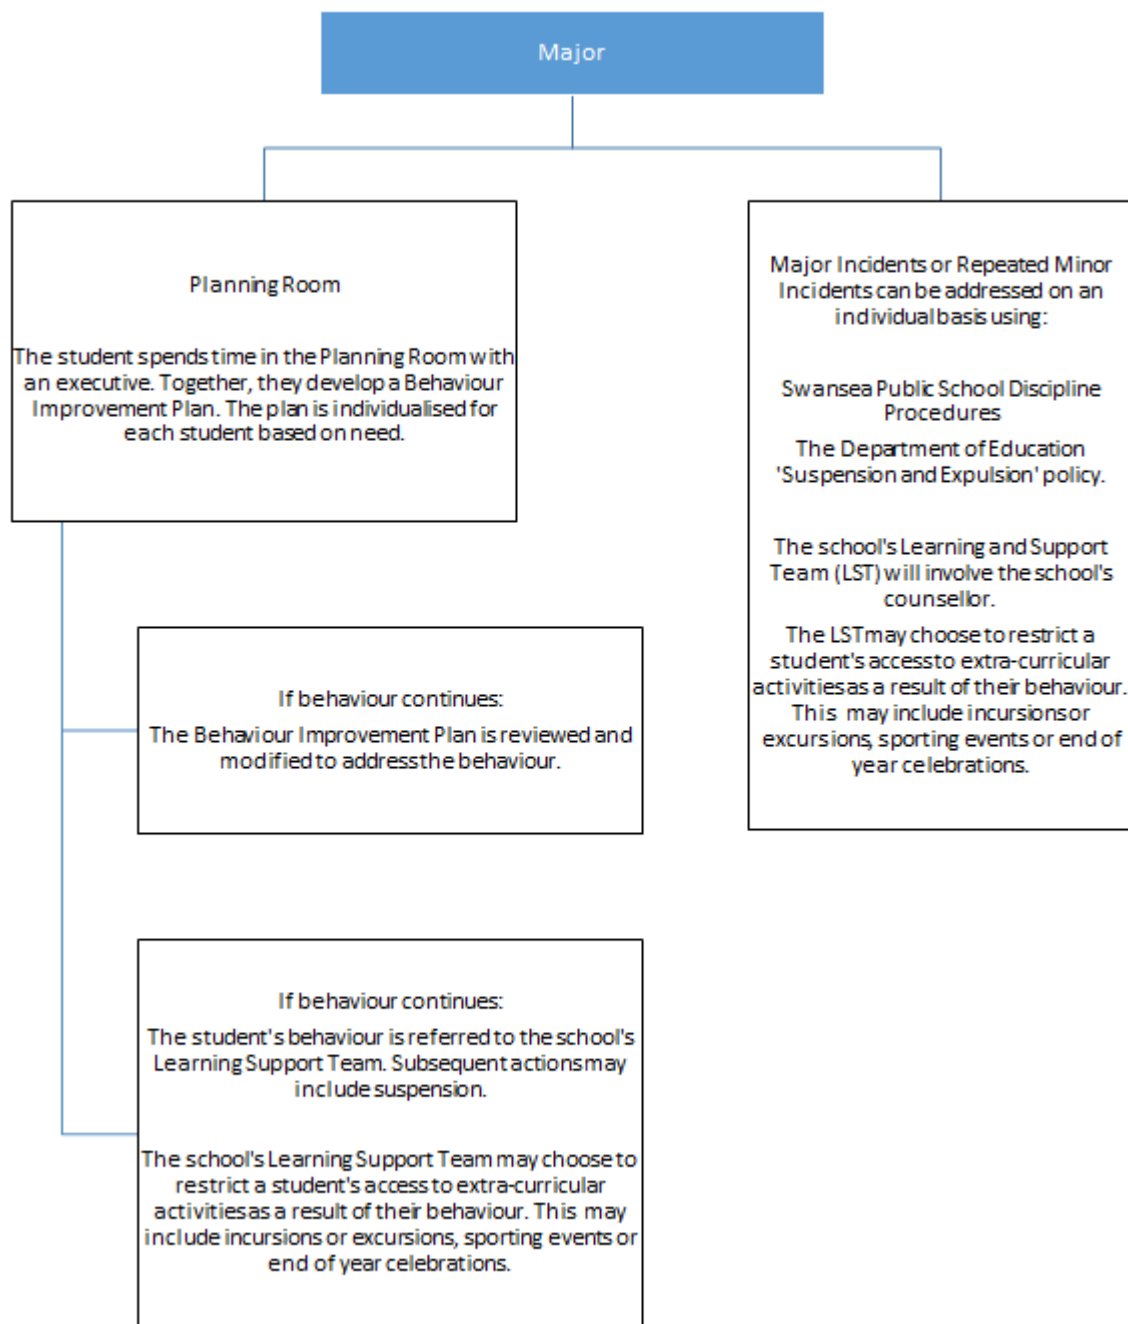 Major
Planning Room
The student spends time in the Planning Room with
an executive. Together, they develop a Behaviour
Improvement Plan. The plan is individualised for
each student based on need.
If behaviour continues:
The Behaviour Improvement Plan is reviewed and
modified to address the behaviour.
If behaviour continues:
The student's behaviour is referred to the school's
Learning Support Team. Subsequent actions may
include suspension.
The school's Learning Support Team may choose to
restrict a student's access to extra-curricular
activities as a result of their behaviour. This may
include incursions or excursions, sporting events or
end of year celebrations.
Major Incidents or Repeated Minor
Incidents can be addressed on an
individual basis using:
Swansea Public School Discipline
Procedures
The Department of Education
'Suspension and Expulsion' policy.
The school's Learning and Support
Team (LST) will involve the school's
counsellor.
The LST may choose to restrict a
student's access to extra-curricular
activities as a result of their behaviour.
This may include incursions or
excursions, sporting events or end of
year celebrations.